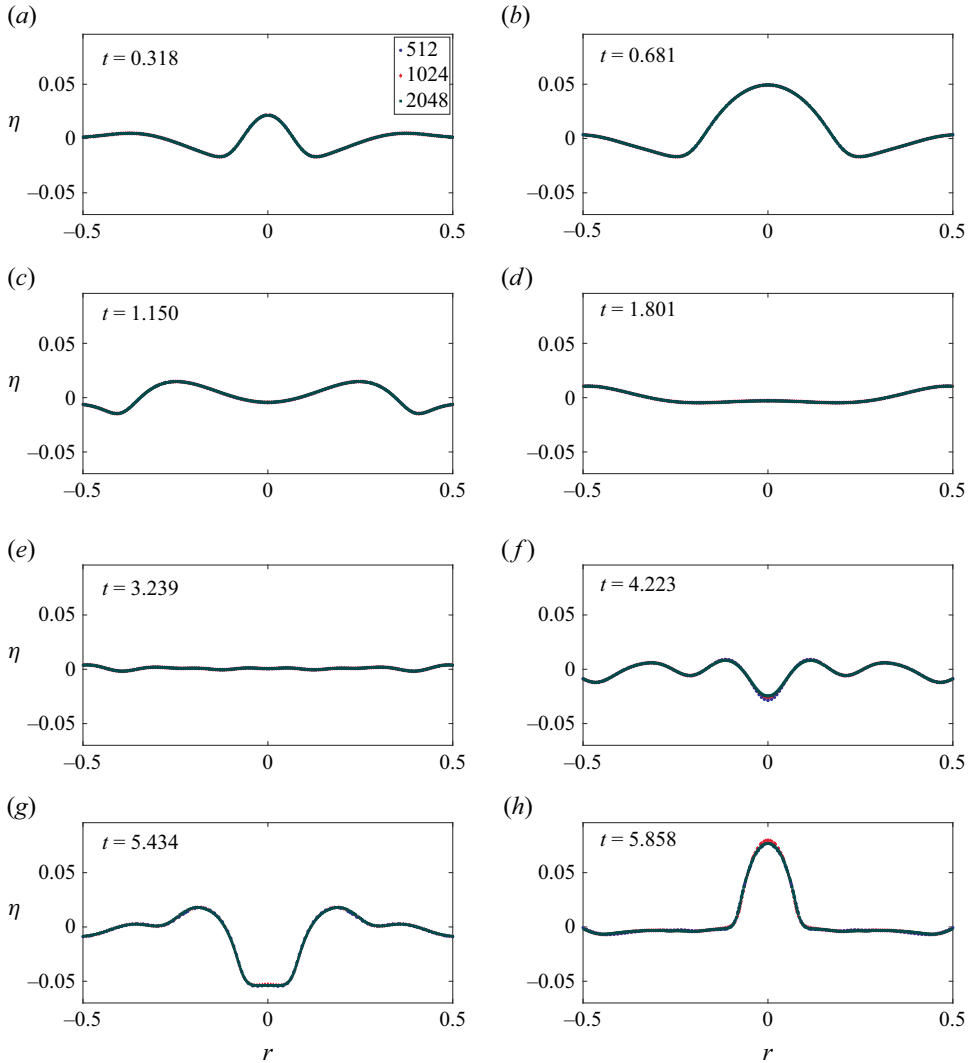 (a)
(b)
t = 0.318
512
1024
2048
t = 0.681
0.05
0
–0.05
η
–0.5
0
0.5
0.05
0
–0.05
–0.5
0
0.5
(c)
(d)
t = 1.150
t = 1.801
0.05
0
–0.05
η
–0.5
0
0.5
0.05
0
–0.05
–0.5
0
0.5
(e)
(f)
t = 3.239
t = 4.223
0.05
0
–0.05
η
–0.5
0
0.5
0.05
0
–0.05
–0.5
0
0.5
(g)
(h)
t = 5.434
t = 5.858
0.05
0
–0.05
η
–0.5
0
0.5
r
0.05
0
–0.05
–0.5
0
0.5
r